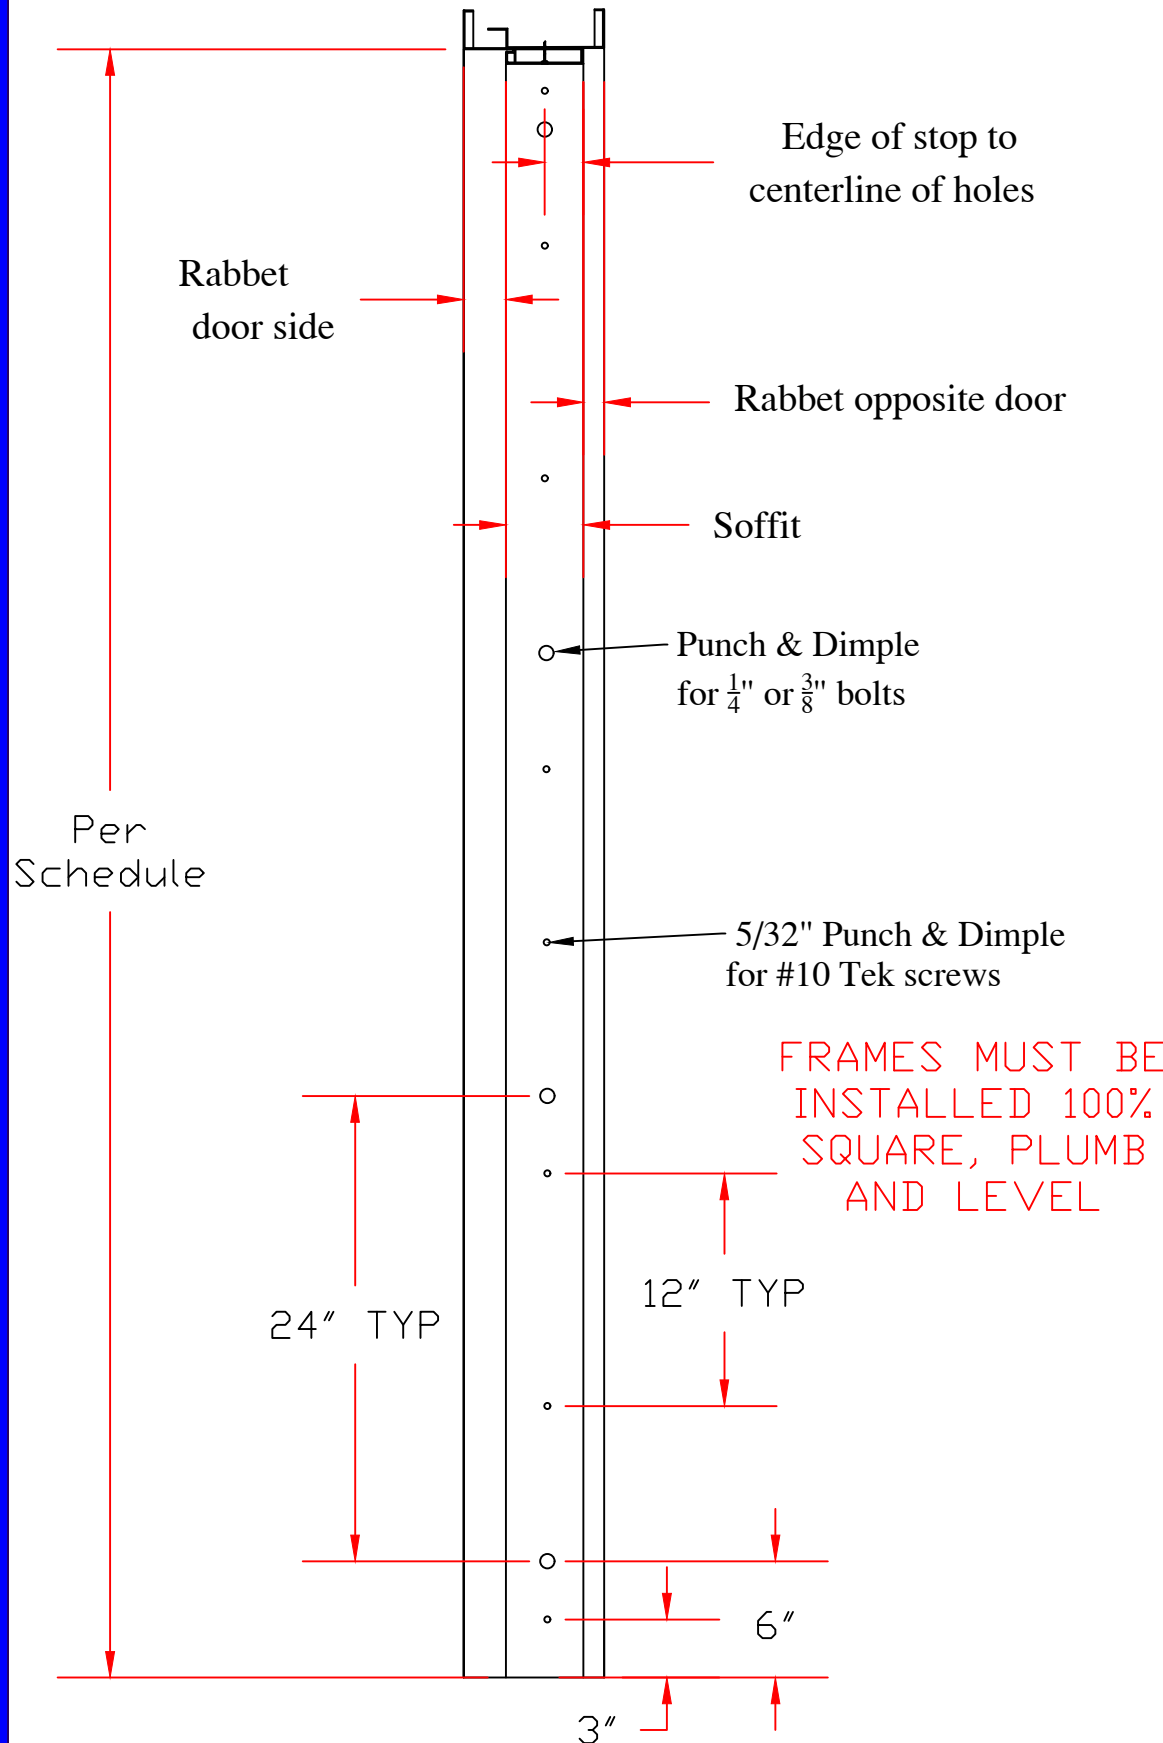 Edge of stop to
centerline of holes
Rabbet
door side
Rabbet opposite door
Soffit
Punch & Dimple
for 1/4" or 3/8" bolts
Per
Schedule
5/32" Punch & Dimple
for #10 Tek screws
FRAMES MUST BE
INSTALLED 100%
SQUARE, PLUMB
AND LEVEL
12" TYP
24" TYP
6"
3"